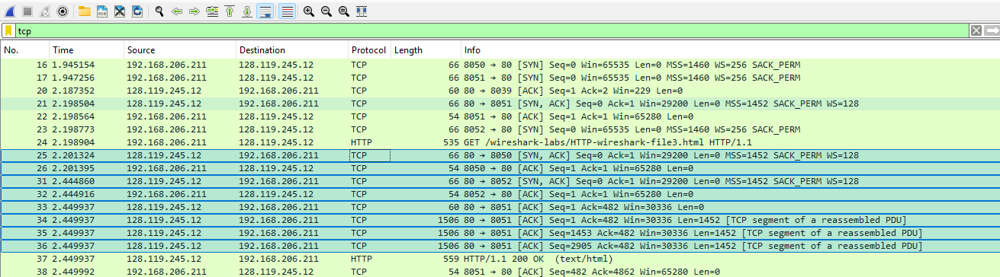 tcp
No. Time Source Destination Protocol Length Info
16 1.945154 192.168.206.211 128.119.245.12 TCP 66 8050 → 80 [SYN] Seq=0 Win=65535 Len=0 MSS=1460 WS=256 SACK_PERM
17 1.947256 192.168.206.211 128.119.245.12 TCP 66 8051 → 80 [SYN] Seq=0 Win=65535 Len=0 MSS=1460 WS=256 SACK_PERM
20 2.187352 128.119.245.12 192.168.206.211 TCP 60 80 → 8039 [ACK] Seq=1 Ack=2 Win=229 Len=0
21 2.198504 128.119.245.12 192.168.206.211 TCP 66 80 → 8051 [SYN, ACK] Seq=0 Ack=1 Win=29200 Len=0 MSS=1452 SACK_PERM WS=128
22 2.198564 192.168.206.211 128.119.245.12 TCP 54 8051 → 80 [ACK] Seq=1 Ack=1 Win=65280 Len=0
23 2.198773 192.168.206.211 128.119.245.12 TCP 66 8052 → 80 [SYN] Seq=0 Win=65535 Len=0 MSS=1460 WS=256 SACK_PERM
24 2.198904 192.168.206.211 128.119.245.12 HTTP 535 GET /wireshark-labs/HTTP-wireshark-file3.html HTTP/1.1
25 2.201324 128.119.245.12 192.168.206.211 TCP 66 80 → 8050 [SYN, ACK] Seq=0 Ack=1 Win=29200 Len=0 MSS=1452 SACK_PERM WS=128
26 2.201395 192.168.206.211 128.119.245.12 TCP 54 8050 → 80 [ACK] Seq=1 Ack=1 Win=65280 Len=0
31 2.444860 128.119.245.12 192.168.206.211 TCP 66 80 → 8052 [SYN, ACK] Seq=0 Ack=1 Win=29200 Len=0 MSS=1452 SACK_PERM WS=128
32 2.444916 192.168.206.211 128.119.245.12 TCP 54 8052 → 80 [ACK] Seq=1 Ack=1 Win=65280 Len=0
33 2.449937 128.119.245.12 192.168.206.211 TCP 60 80 → 8051 [ACK] Seq=1 Ack=482 Win=30336 Len=0
34 2.449937 128.119.245.12 192.168.206.211 TCP 1506 80 → 8051 [ACK] Seq=1 Ack=482 Win=30336 Len=1452 [TCP segment of a reassembled PDU]
35 2.449937 128.119.245.12 192.168.206.211 TCP 1506 80 → 8051 [ACK] Seq=1453 Ack=482 Win=30336 Len=1452 [TCP segment of a reassembled PDU]
36 2.449937 128.119.245.12 192.168.206.211 TCP 1506 80 → 8051 [ACK] Seq=2905 Ack=482 Win=30336 Len=1452 [TCP segment of a reassembled PDU]
37 2.449937 128.119.245.12 192.168.206.211 HTTP 559 HTTP/1.1 200 OK (text/html)
38 2.449992 192.168.206.211 128.119.245.12 TCP 54 8051 → 80 [ACK] Seq=482 Ack=4862 Win=65280 Len=0